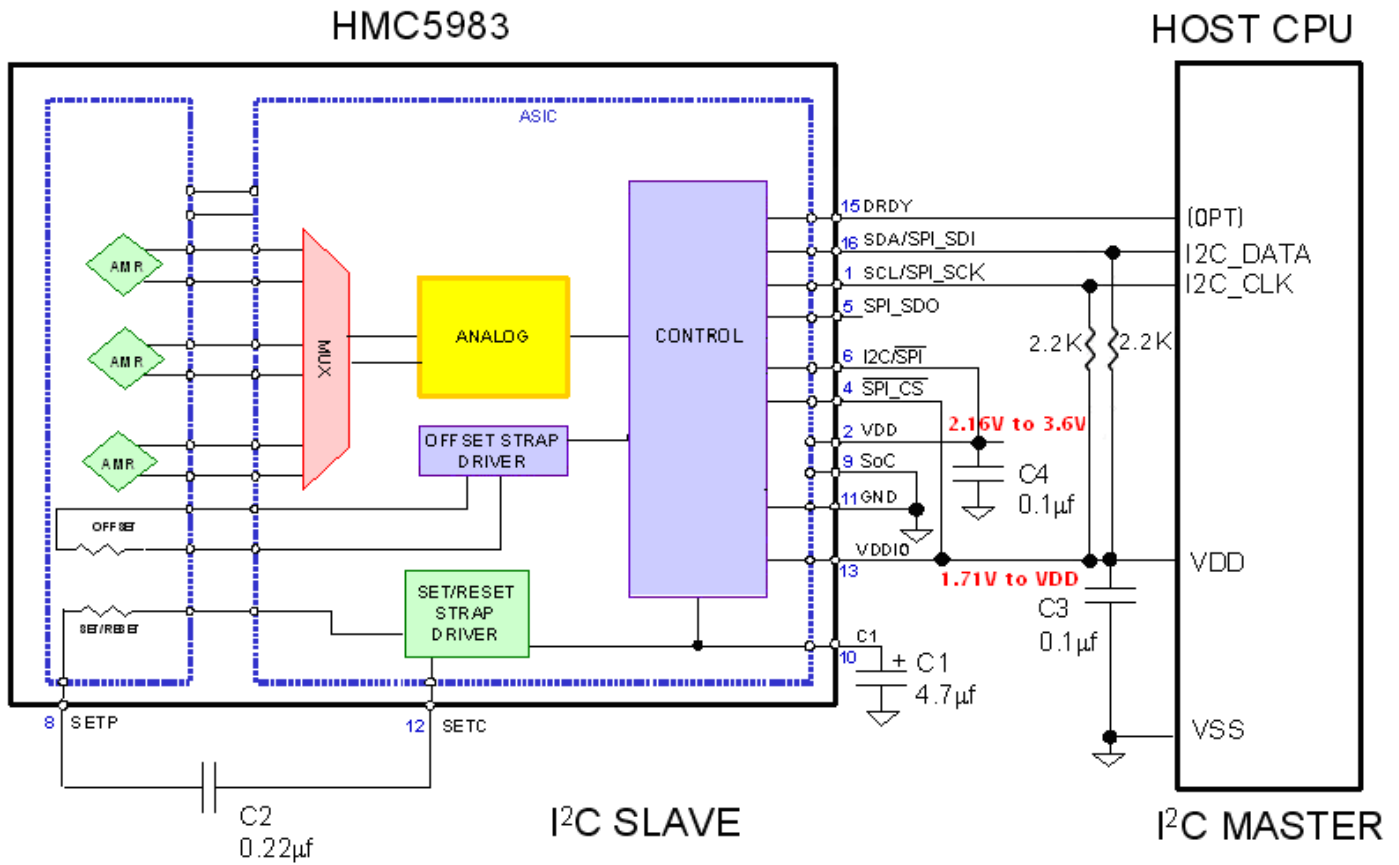 HMC5983
HOST CPU
ASIC
15 DRDY
(OPT)
16 SDA/SPI_SDI
I2C_DATA
1 SCL/SPI_SCK
I2C_CLK
5 SPI_SDO
AMR
AMR
AMR
MUX
ANALOG
CONTROL
2.2K
2.2K
6 I2C/SPI
4 SPI_CS
2.16V to 3.6V
2 VDD
9 SoC
C4
0.1µf
11 GND
OFFSET STRAP
DRIVER
OFFSET
VDDIO
13
1.71V to VDD
VDD
C3
0.1µf
SET/RESET
STRAP
DRIVER
SET/RESET
C1
10
+ C1
4.7µf
VSS
8 SETP
12 SETC
C2
0.22µf
I²C SLAVE
I²C MASTER